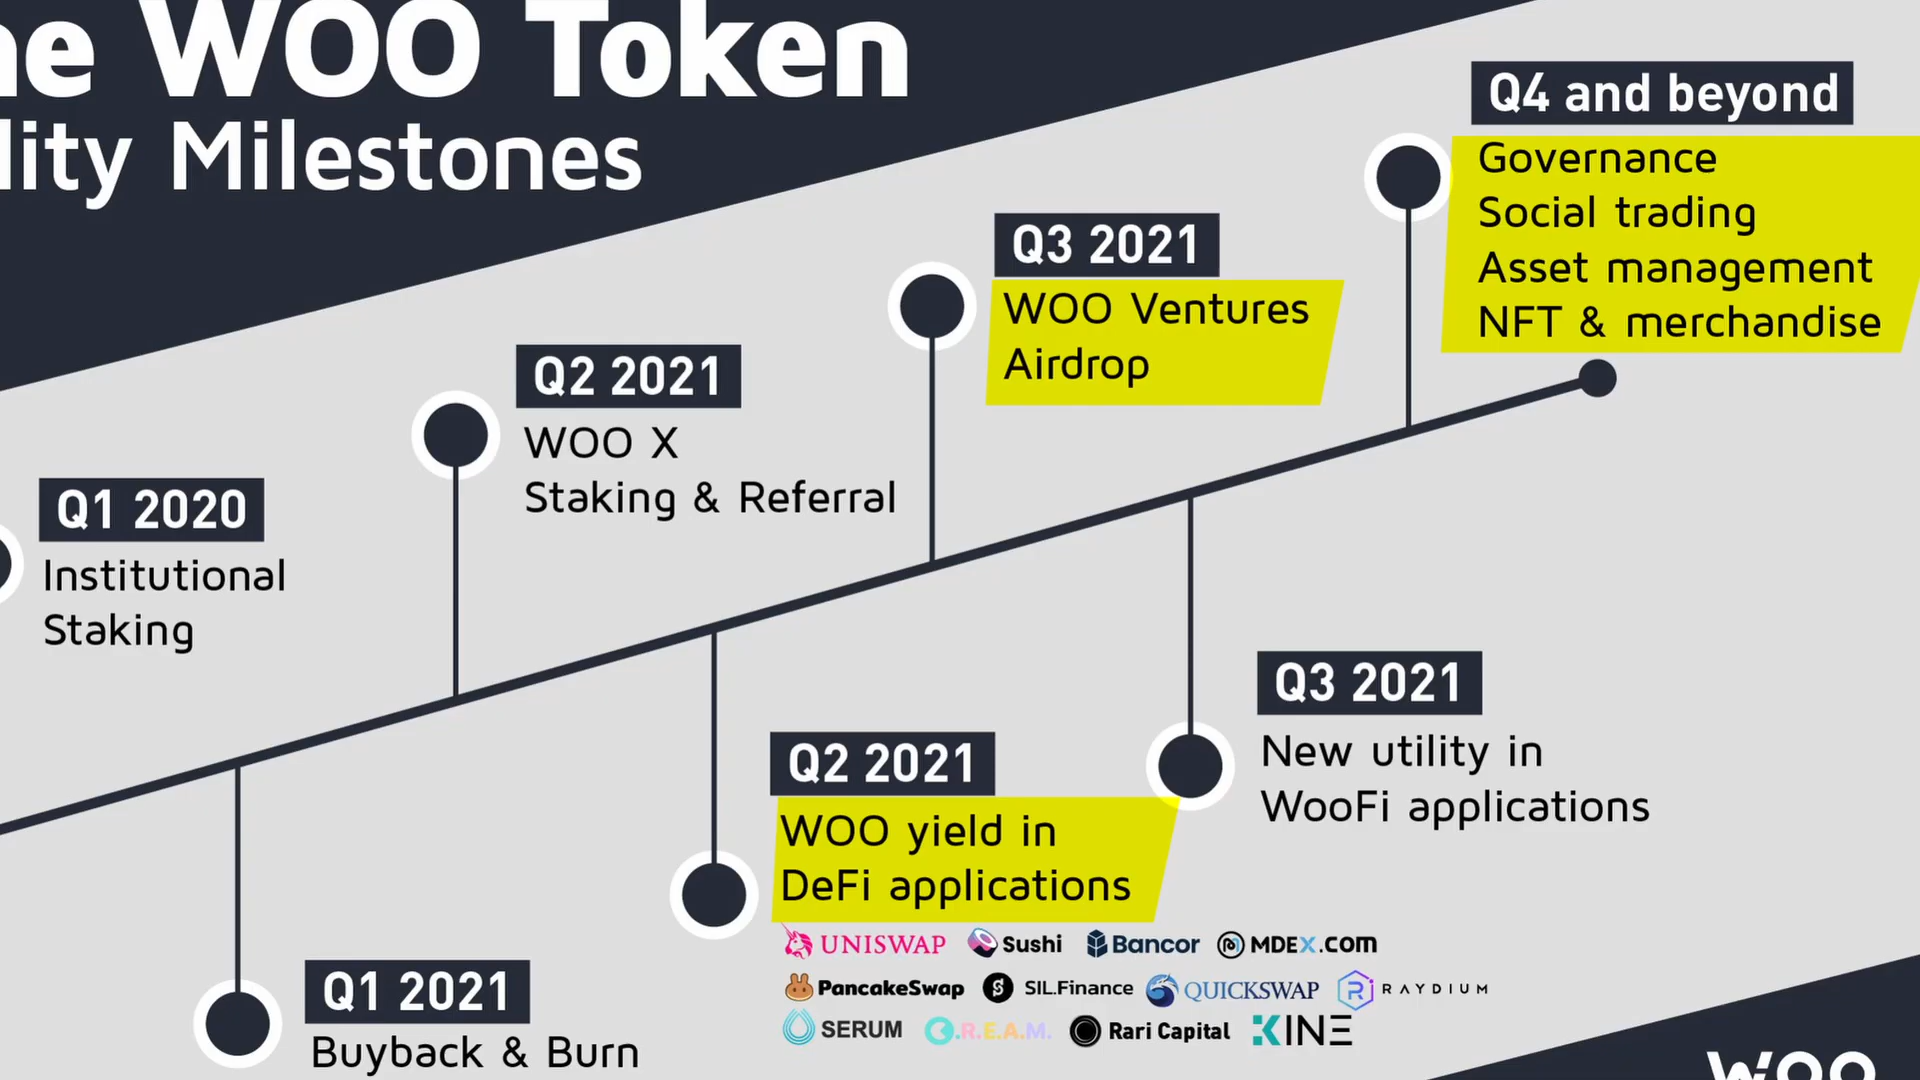 ne WOO Token
lity Milestones
Q4 and beyond
Governance
Social trading
Asset management
NFT & merchandise
Q3 2021
WOO Ventures
Airdrop
Q2 2021
WOO X
Staking & Referral
Q1 2020
Institutional
Staking
Q3 2021
New utility in
WooFi applications
Q2 2021
WOO yield in
DeFi applications
UNISWAP Sushi Bancor MDEX.COM
PancakeSwap SIL.Finance QUICKSWAP RAYDIUM
SERUM C.R.E.A.M. Rari Capital KINE
Q1 2021
Buyback & Burn
WOO